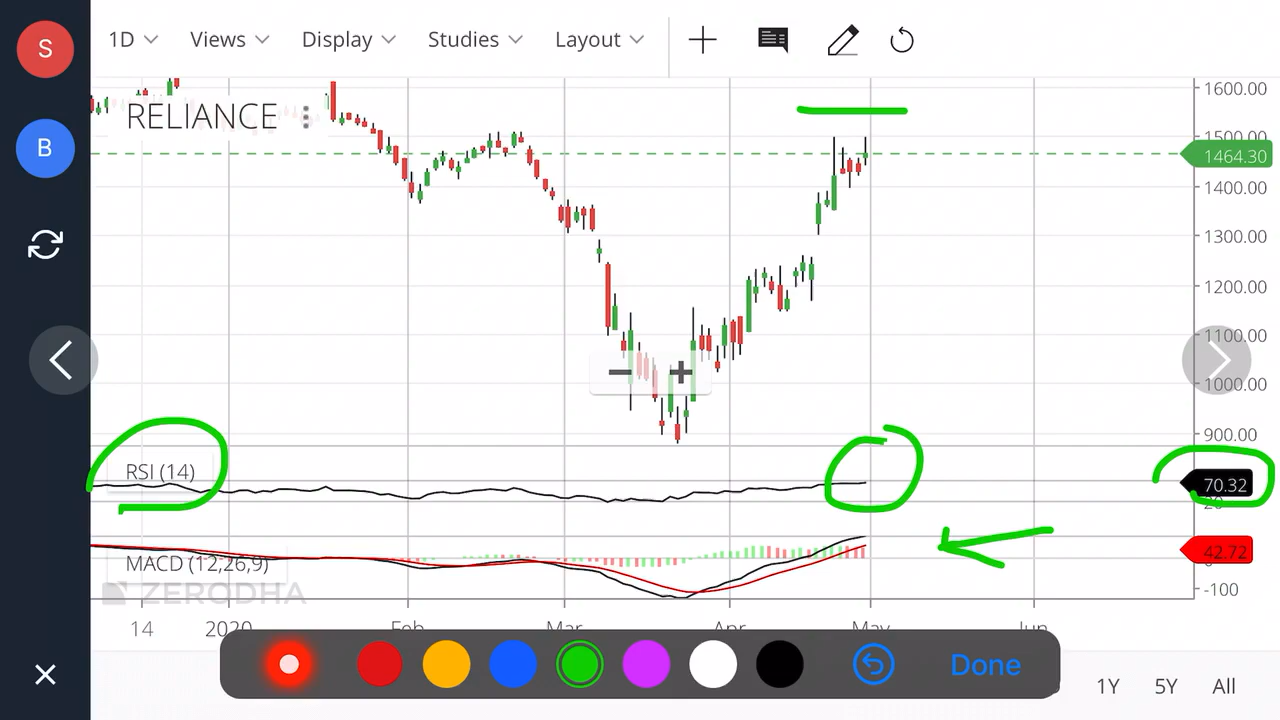 S
1D Views Display Studies Layout
B
RELIANCE
1600.00
1500.00
1464.30
1400.00
1300.00
1200.00
1100.00
1000.00
900.00
RSI (14)
70.32
20
MACD (12,26,9)
42.72
0
-100
ZERODHA
14 2020 Feb Mar Apr May Jun
Done
1Y 5Y All